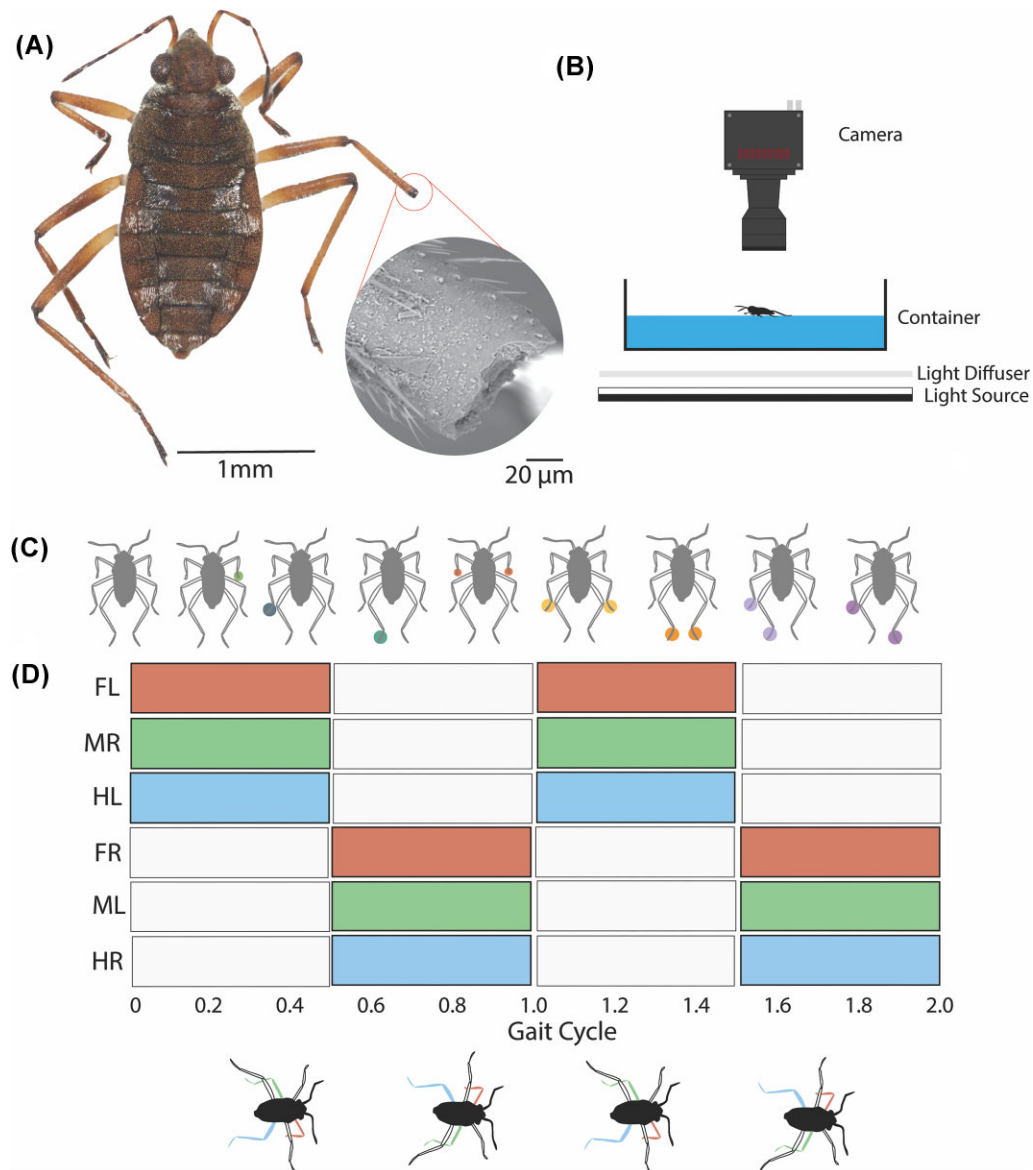 (A)
1mm
20 µm
(B)
Camera
Container
Light Diffuser
Light Source
(C)
(D)
FL
MR
HL
FR
ML
HR
0 0.2 0.4 0.6 0.8 1.0 1.2 1.4 1.6 1.8 2.0
Gait Cycle